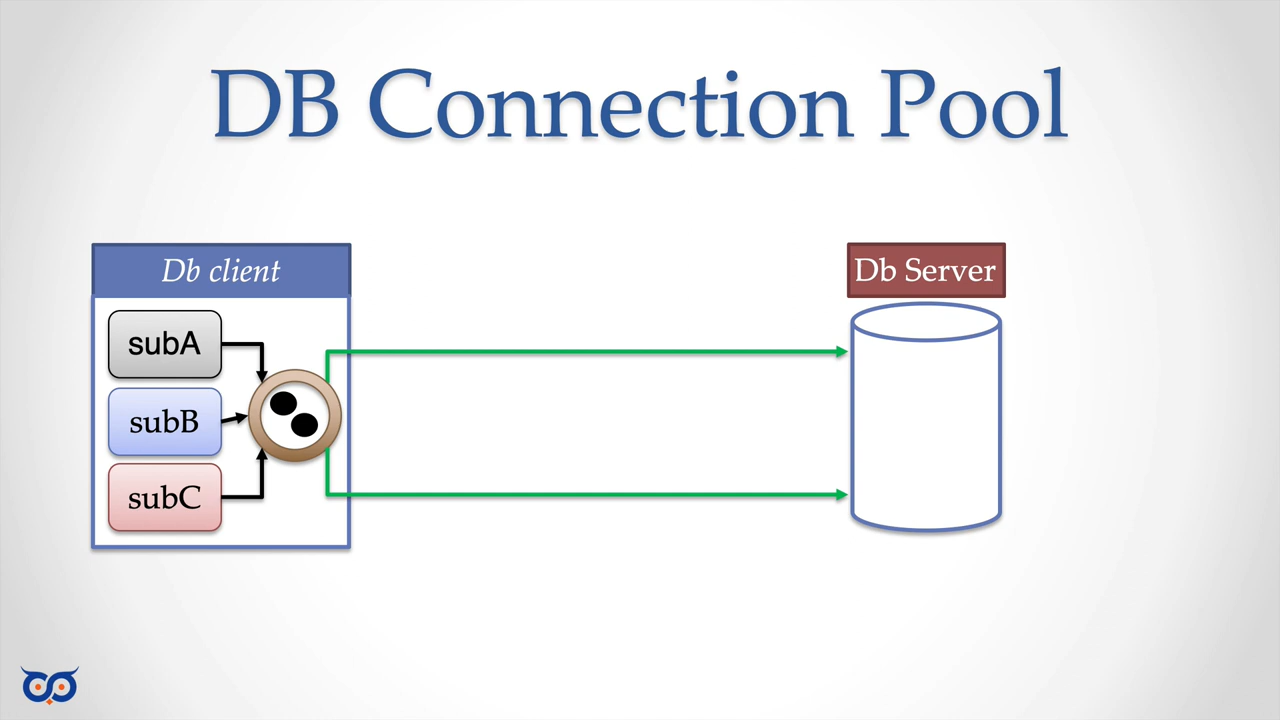 DB Connection Pool
Db client
Db Server
subA
subB
subC